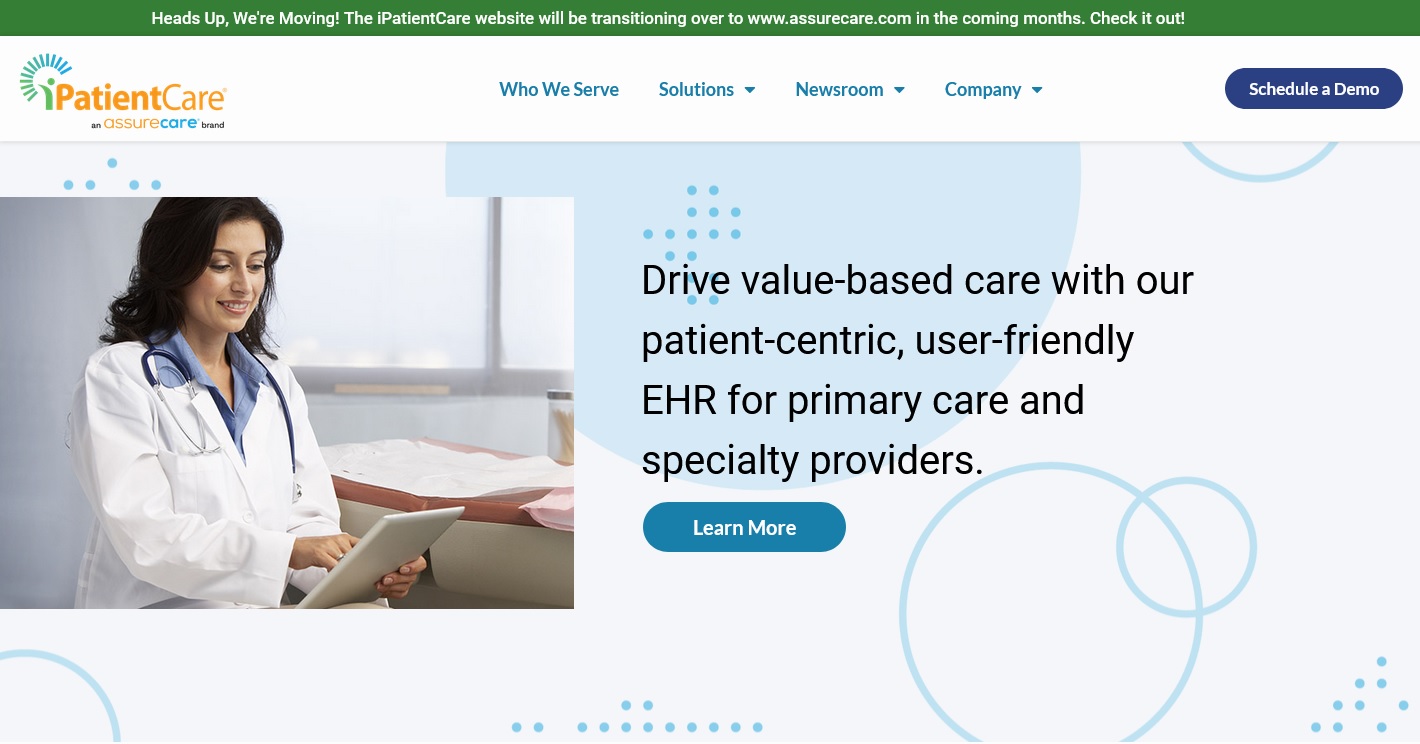 Heads Up, We're Moving! The iPatientCare website will be transitioning over to www.assurecare.com in the coming months. Check it out!
iPatientCare®
an assurecare® brand
Who We Serve
Solutions
Newsroom
Company
Schedule a Demo
Drive value-based care with our
patient-centric, user-friendly
EHR for primary care and
specialty providers.
Learn More